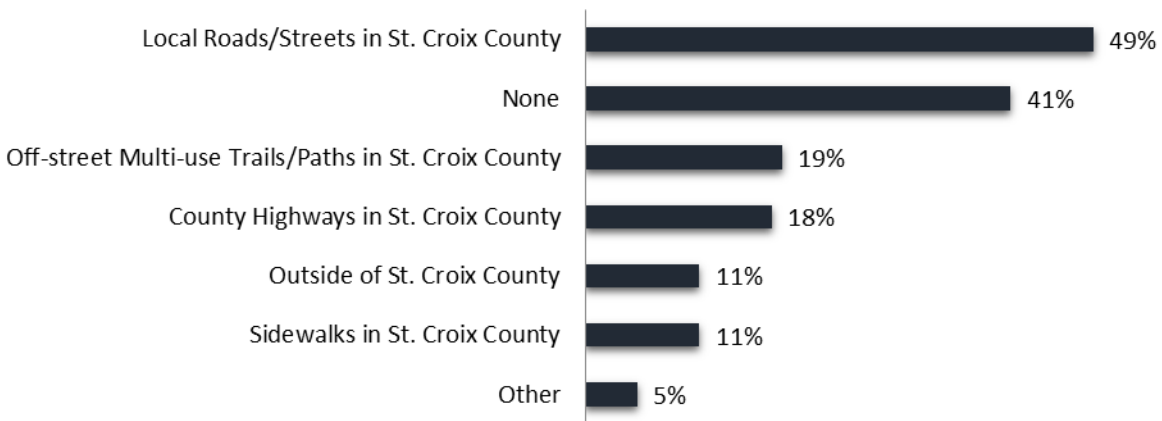 Local Roads/Streets in St. Croix County 49%
None 41%
Off-street Multi-use Trails/Paths in St. Croix County 19%
County Highways in St. Croix County 18%
Outside of St. Croix County 11%
Sidewalks in St. Croix County 11%
Other 5%